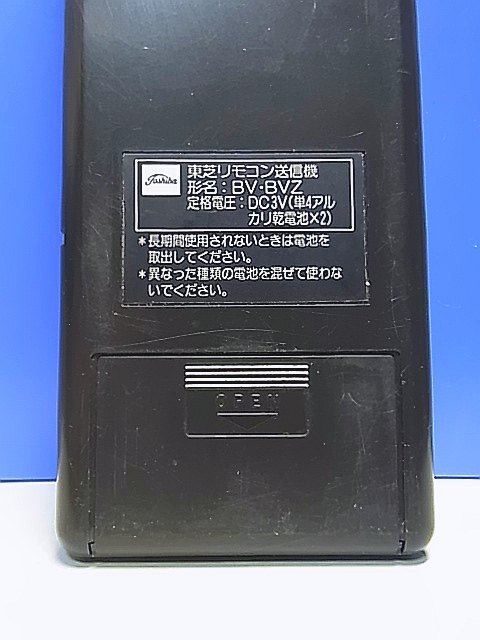 Toshiba
東芝リモコン送信機
形名：BV-BVZ
定格電圧：DC3V(単4アル
カリ乾電池×2)
＊長期間使用されないときは電池を
取出してください。
＊異なった種類の電池を混ぜて使わな
いでください。
OPEN